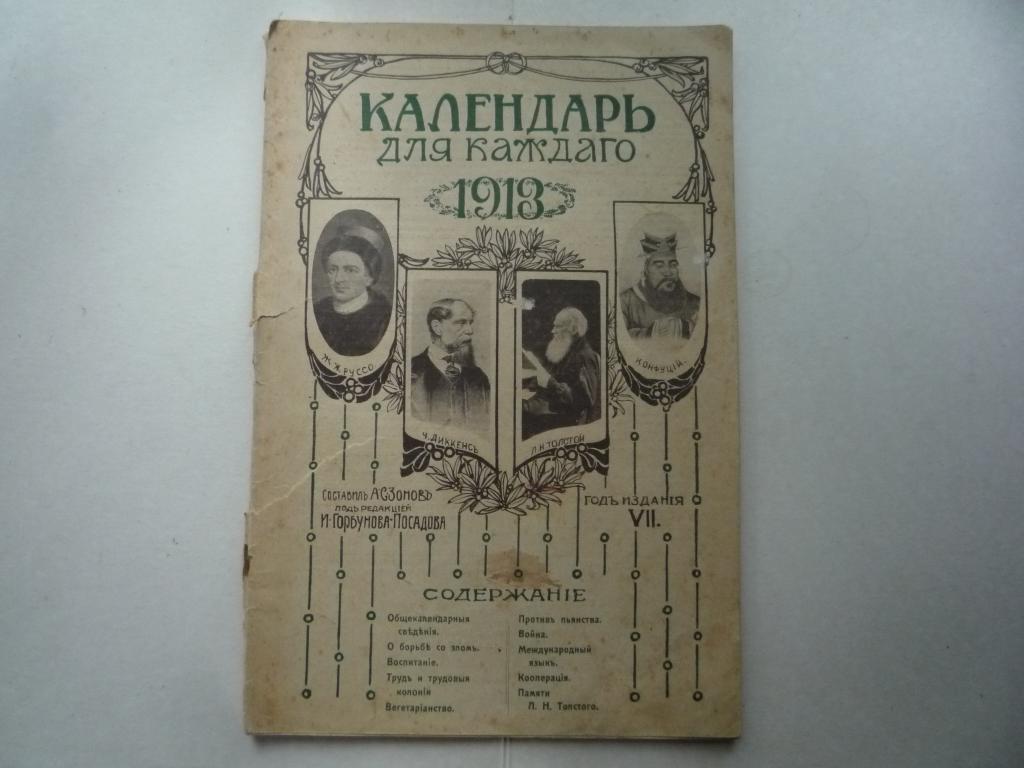 КАЛЕНДАРЬ
ДЛЯ КАЖДАГО
1913
Ж. Ж. РУССО
Ч. ДИККЕНСЪ
Л. Н. ТОЛСТОЙ
КОНФУЦІЙ.
СОСТАВИЛЪ А.С.ЗОНОВЪ
ПОДЪ РЕДАКЦІЕЙ
И·ГОРБУНОВА-ПОСАДОВА
ГОДЪ ИЗДАНІЯ
VII.
СОДЕРЖАНІЕ
Общекалендарныя
свѣдѣнія.
О борьбѣ со зломъ.
Воспитаніе.
Трудъ и трудовыя
колоніи
Вегетаріанство.
Противъ пьянства.
Война.
Международный
языкъ.
Кооперація.
Памяти
Л. Н. Толстого.